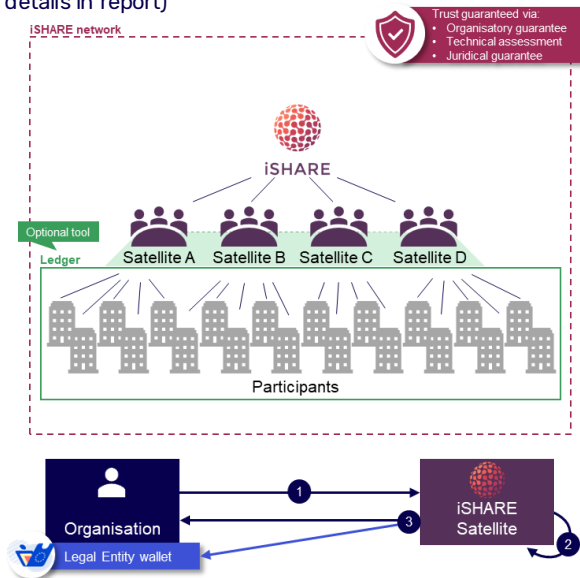 details in report)
iSHARE network
Trust guaranteed via:
• Organisatory guarantee
• Technical assessment
• Juridical guarantee
iSHARE
Optional tool
Ledger
Satellite A
Satellite B
Satellite C
Satellite D
Participants
Organisation
1
iSHARE
Satellite
3
2
Legal Entity wallet